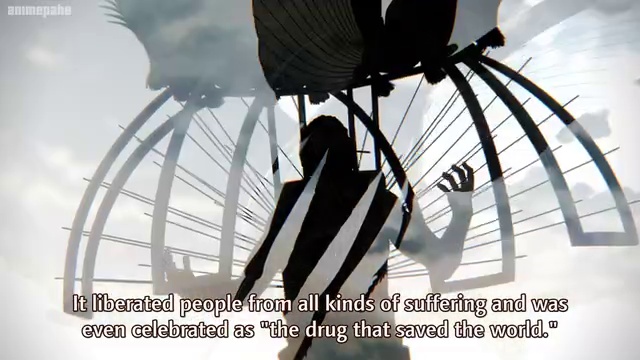 animepahe
It liberated people from all kinds of suffering and was
even celebrated as "the drug that saved the world."